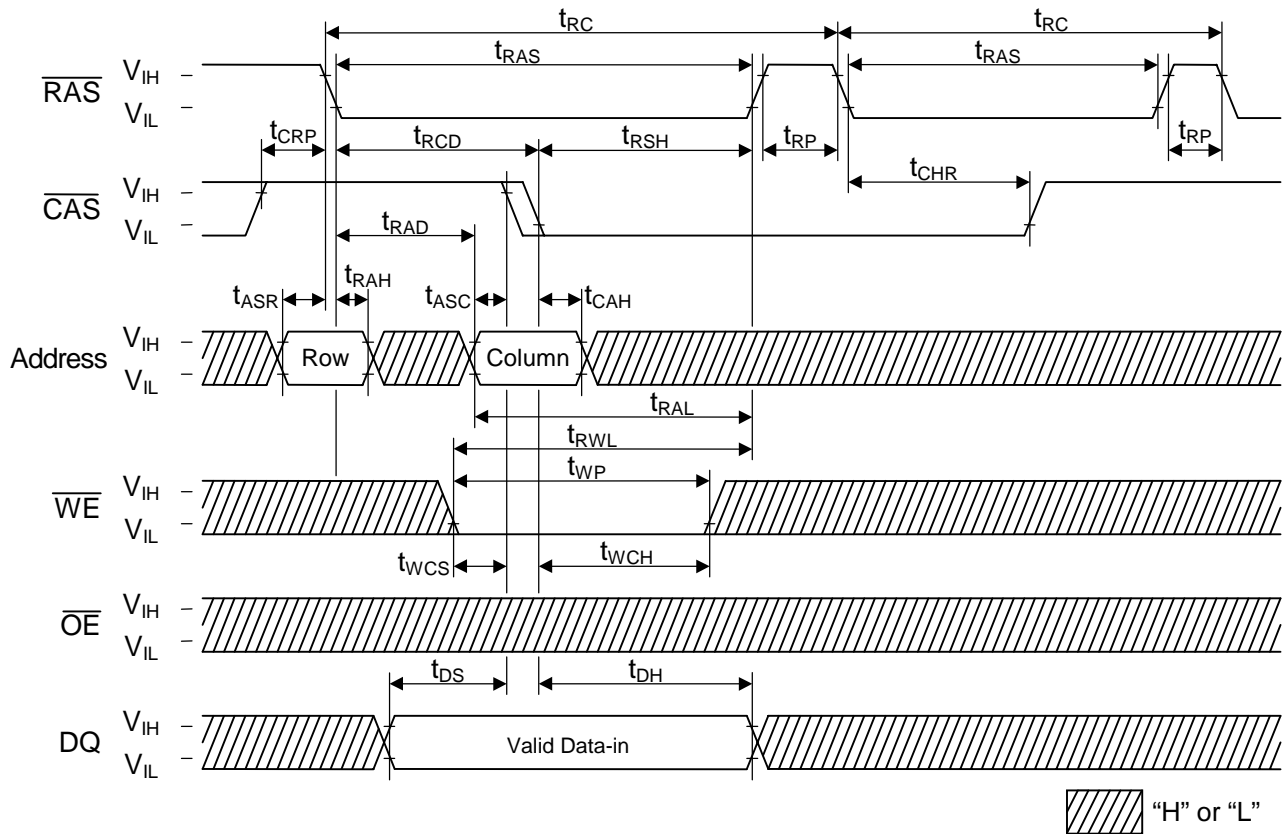 tRC tRC
tRAS tRAS
RAS VIH
VIL
tCRP tRCD tRSH tRP tRP
tCHR
CAS VIH
VIL
tRAD
tRAH
tASR tASC tCAH
Address VIH
VIL
Row Column
tRAL
tRWL
tWP
WE VIH
VIL
tWCS tWCH
OE VIH
VIL
tDS tDH
DQ VIH
VIL
Valid Data-in
“H” or “L”